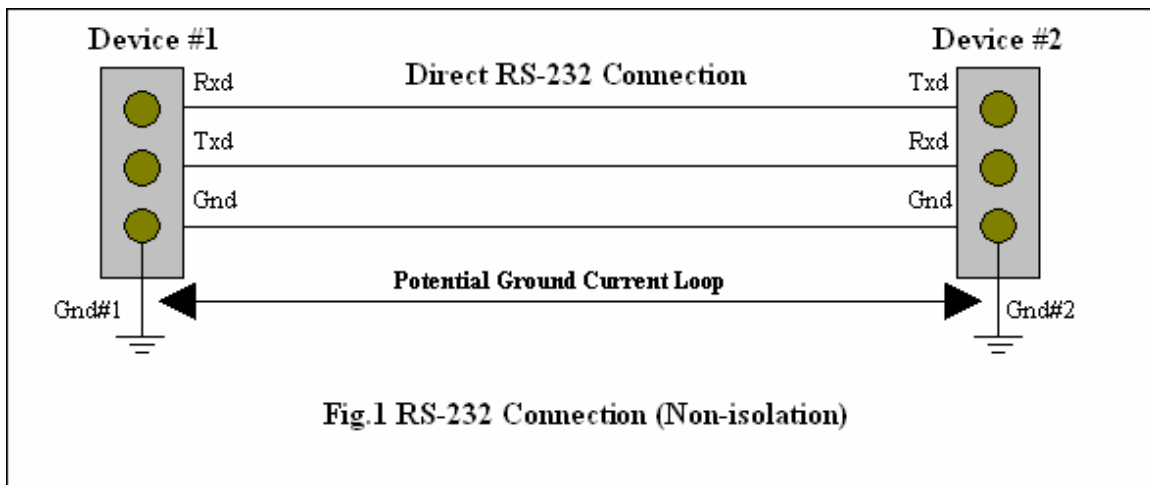 Device #1
Device #2
Direct RS-232 Connection
Rxd
Txd
Txd
Rxd
Gnd
Gnd
Potential Ground Current Loop
Gnd#1
Gnd#2
Fig.1 RS-232 Connection (Non-isolation)